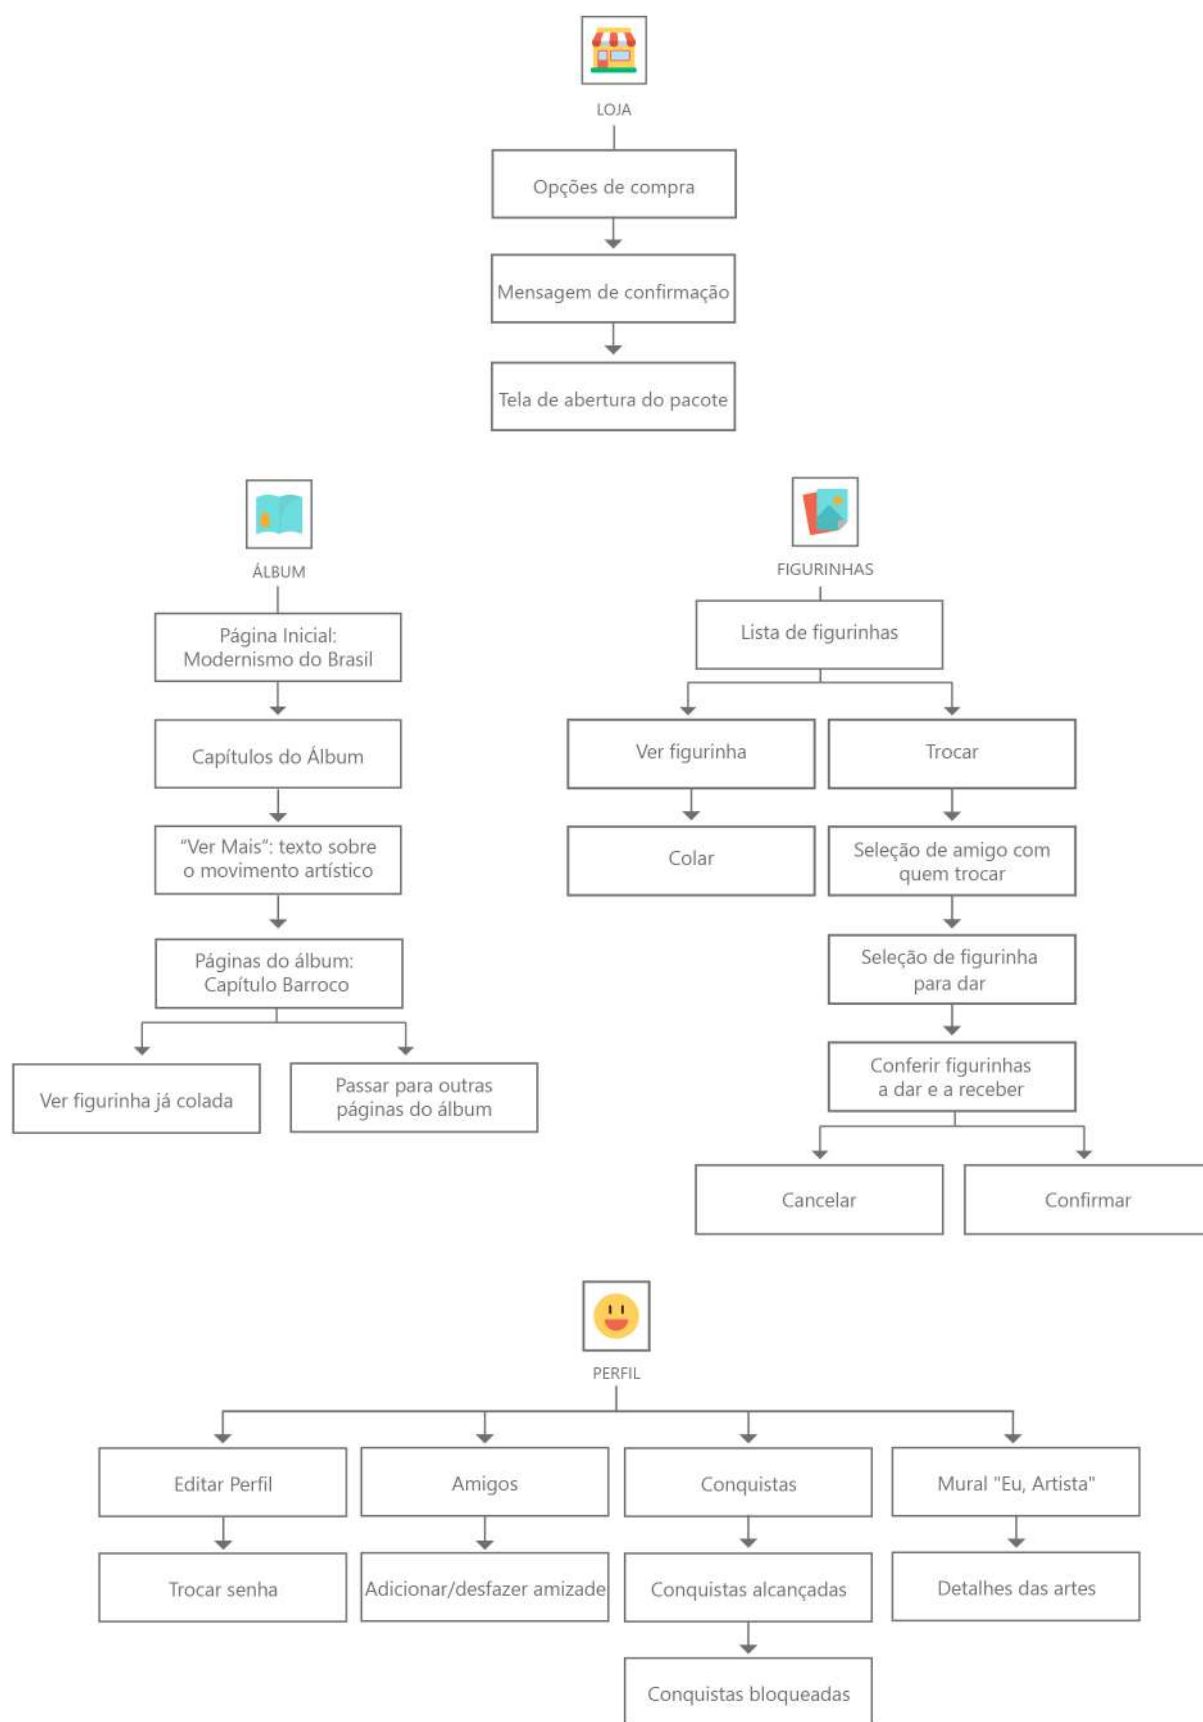 LOJA
Opções de compra
Mensagem de confirmação
Tela de abertura do pacote
ÁLBUM
Página Inicial:
Modernismo do Brasil
Capítulos do Álbum
“Ver Mais”: texto sobre
o movimento artístico
Páginas do álbum:
Capítulo Barroco
Ver figurinha já colada
Passar para outras
páginas do álbum
FIGURINHAS
Lista de figurinhas
Ver figurinha
Colar
Trocar
Seleção de amigo com
quem trocar
Seleção de figurinha
para dar
Conferir figurinhas
a dar e a receber
Cancelar
Confirmar
PERFIL
Editar Perfil
Trocar senha
Amigos
Adicionar/desfazer amizade
Conquistas
Conquistas alcançadas
Conquistas bloqueadas
Mural "Eu, Artista"
Detalhes das artes